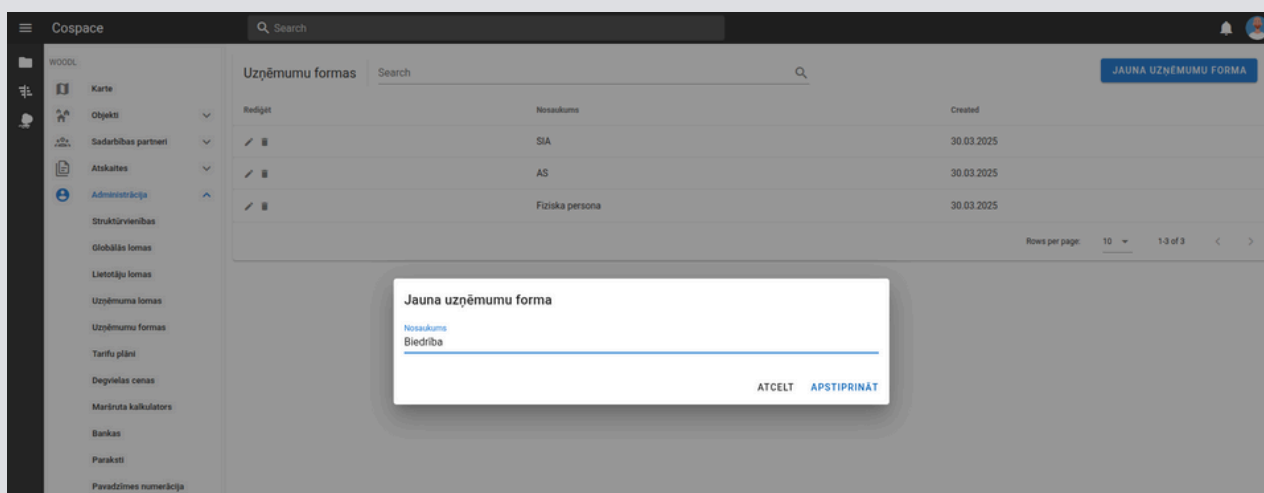 Cospace
Search
WOODL
Karte
Objekti
Sadarbības partneri
Atskaites
Administrācija
Struktūrvienības
Globālās lomas
Lietotāju lomas
Uzņēmuma lomas
Uzņēmumu formas
Tarifu plāni
Degvielas cenas
Maršruta kalkulators
Bankas
Paraksti
Pavadzīmes numerācija
Uzņēmumu formas
Search
JAUNA UZŅĒMUMU FORMA
Rediģēt Nosaukums Created
SIA 30.03.2025
AS 30.03.2025
Fiziska persona 30.03.2025
Rows per page: 10 1-3 of 3
Jauna uzņēmumu forma
Nosaukums
Biedrība
ATCELT APSTIPRINĀT